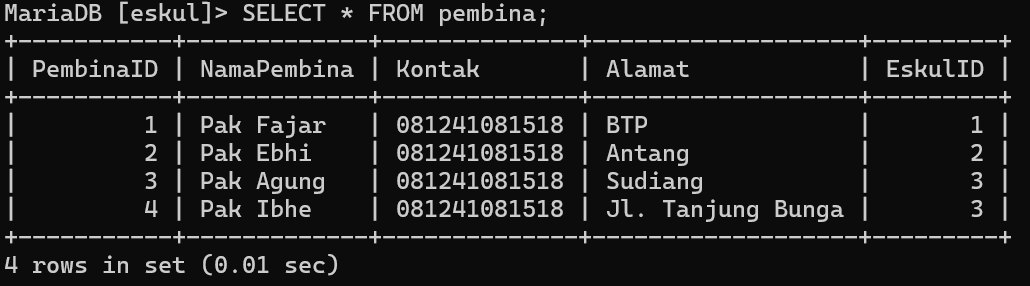 MariaDB [eskul]> SELECT * FROM pembina;
+-----------+-------------+--------------+-------------------+---------+
| PembinaID | NamaPembina | Kontak       | Alamat            | EskulID |
+-----------+-------------+--------------+-------------------+---------+
|         1 | Pak Fajar   | 081241081518 | BTP               |       1 |
|         2 | Pak Ebhi    | 081241081518 | Antang            |       2 |
|         3 | Pak Agung   | 081241081518 | Sudiang           |       3 |
|         4 | Pak Ibhe    | 081241081518 | Jl. Tanjung Bunga |       3 |
+-----------+-------------+--------------+-------------------+---------+
4 rows in set (0.01 sec)